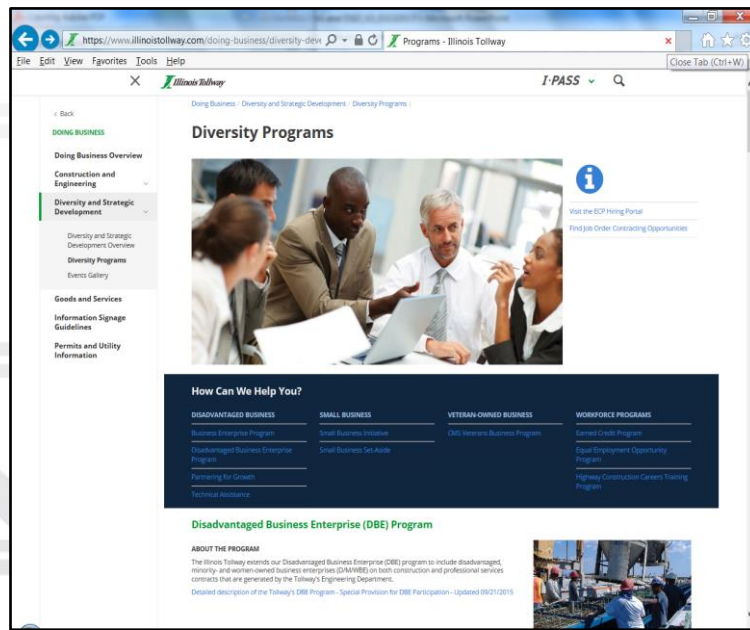 https://www.illinoistollway.com/doing-business/diversity-deve
Programs - Illinois Tollway
File Edit View Favorites Tools Help
Close Tab (Ctrl+W)
Illinois Tollway
I-PASS
< Back
DOING BUSINESS
Doing Business Overview
Construction and
Engineering
Diversity and Strategic
Development
Diversity and Strategic
Development Overview
Diversity Programs
Events Gallery
Goods and Services
Information Signage
Guidelines
Permits and Utility
Information
Doing Business / Diversity and Strategic Development / Diversity Programs /
Diversity Programs
Visit the ECP Hiring Portal
Find Job Order Contracting Opportunities
How Can We Help You?
DISADVANTAGED BUSINESS
Business Enterprise Program
Disadvantaged Business Enterprise
Program
Partnering for Growth
Technical Assistance
SMALL BUSINESS
Small Business Initiative
Small Business Set-Aside
VETERAN-OWNED BUSINESS
CMS Veterans Business Program
WORKFORCE PROGRAMS
Earned Credit Program
Equal Employment Opportunity
Program
Highway Construction Careers Training
Program
Disadvantaged Business Enterprise (DBE) Program
ABOUT THE PROGRAM
The Illinois Tollway extends our Disadvantaged Business Enterprise (DBE) program to include disadvantaged,
minority- and women-owned business enterprises (D/M/WBE) on both construction and professional services
contracts that are generated by the Tollway's Engineering Department.
Detailed description of the Tollway's DBE Program - Special Provision for DBE Participation - Updated 09/21/2015